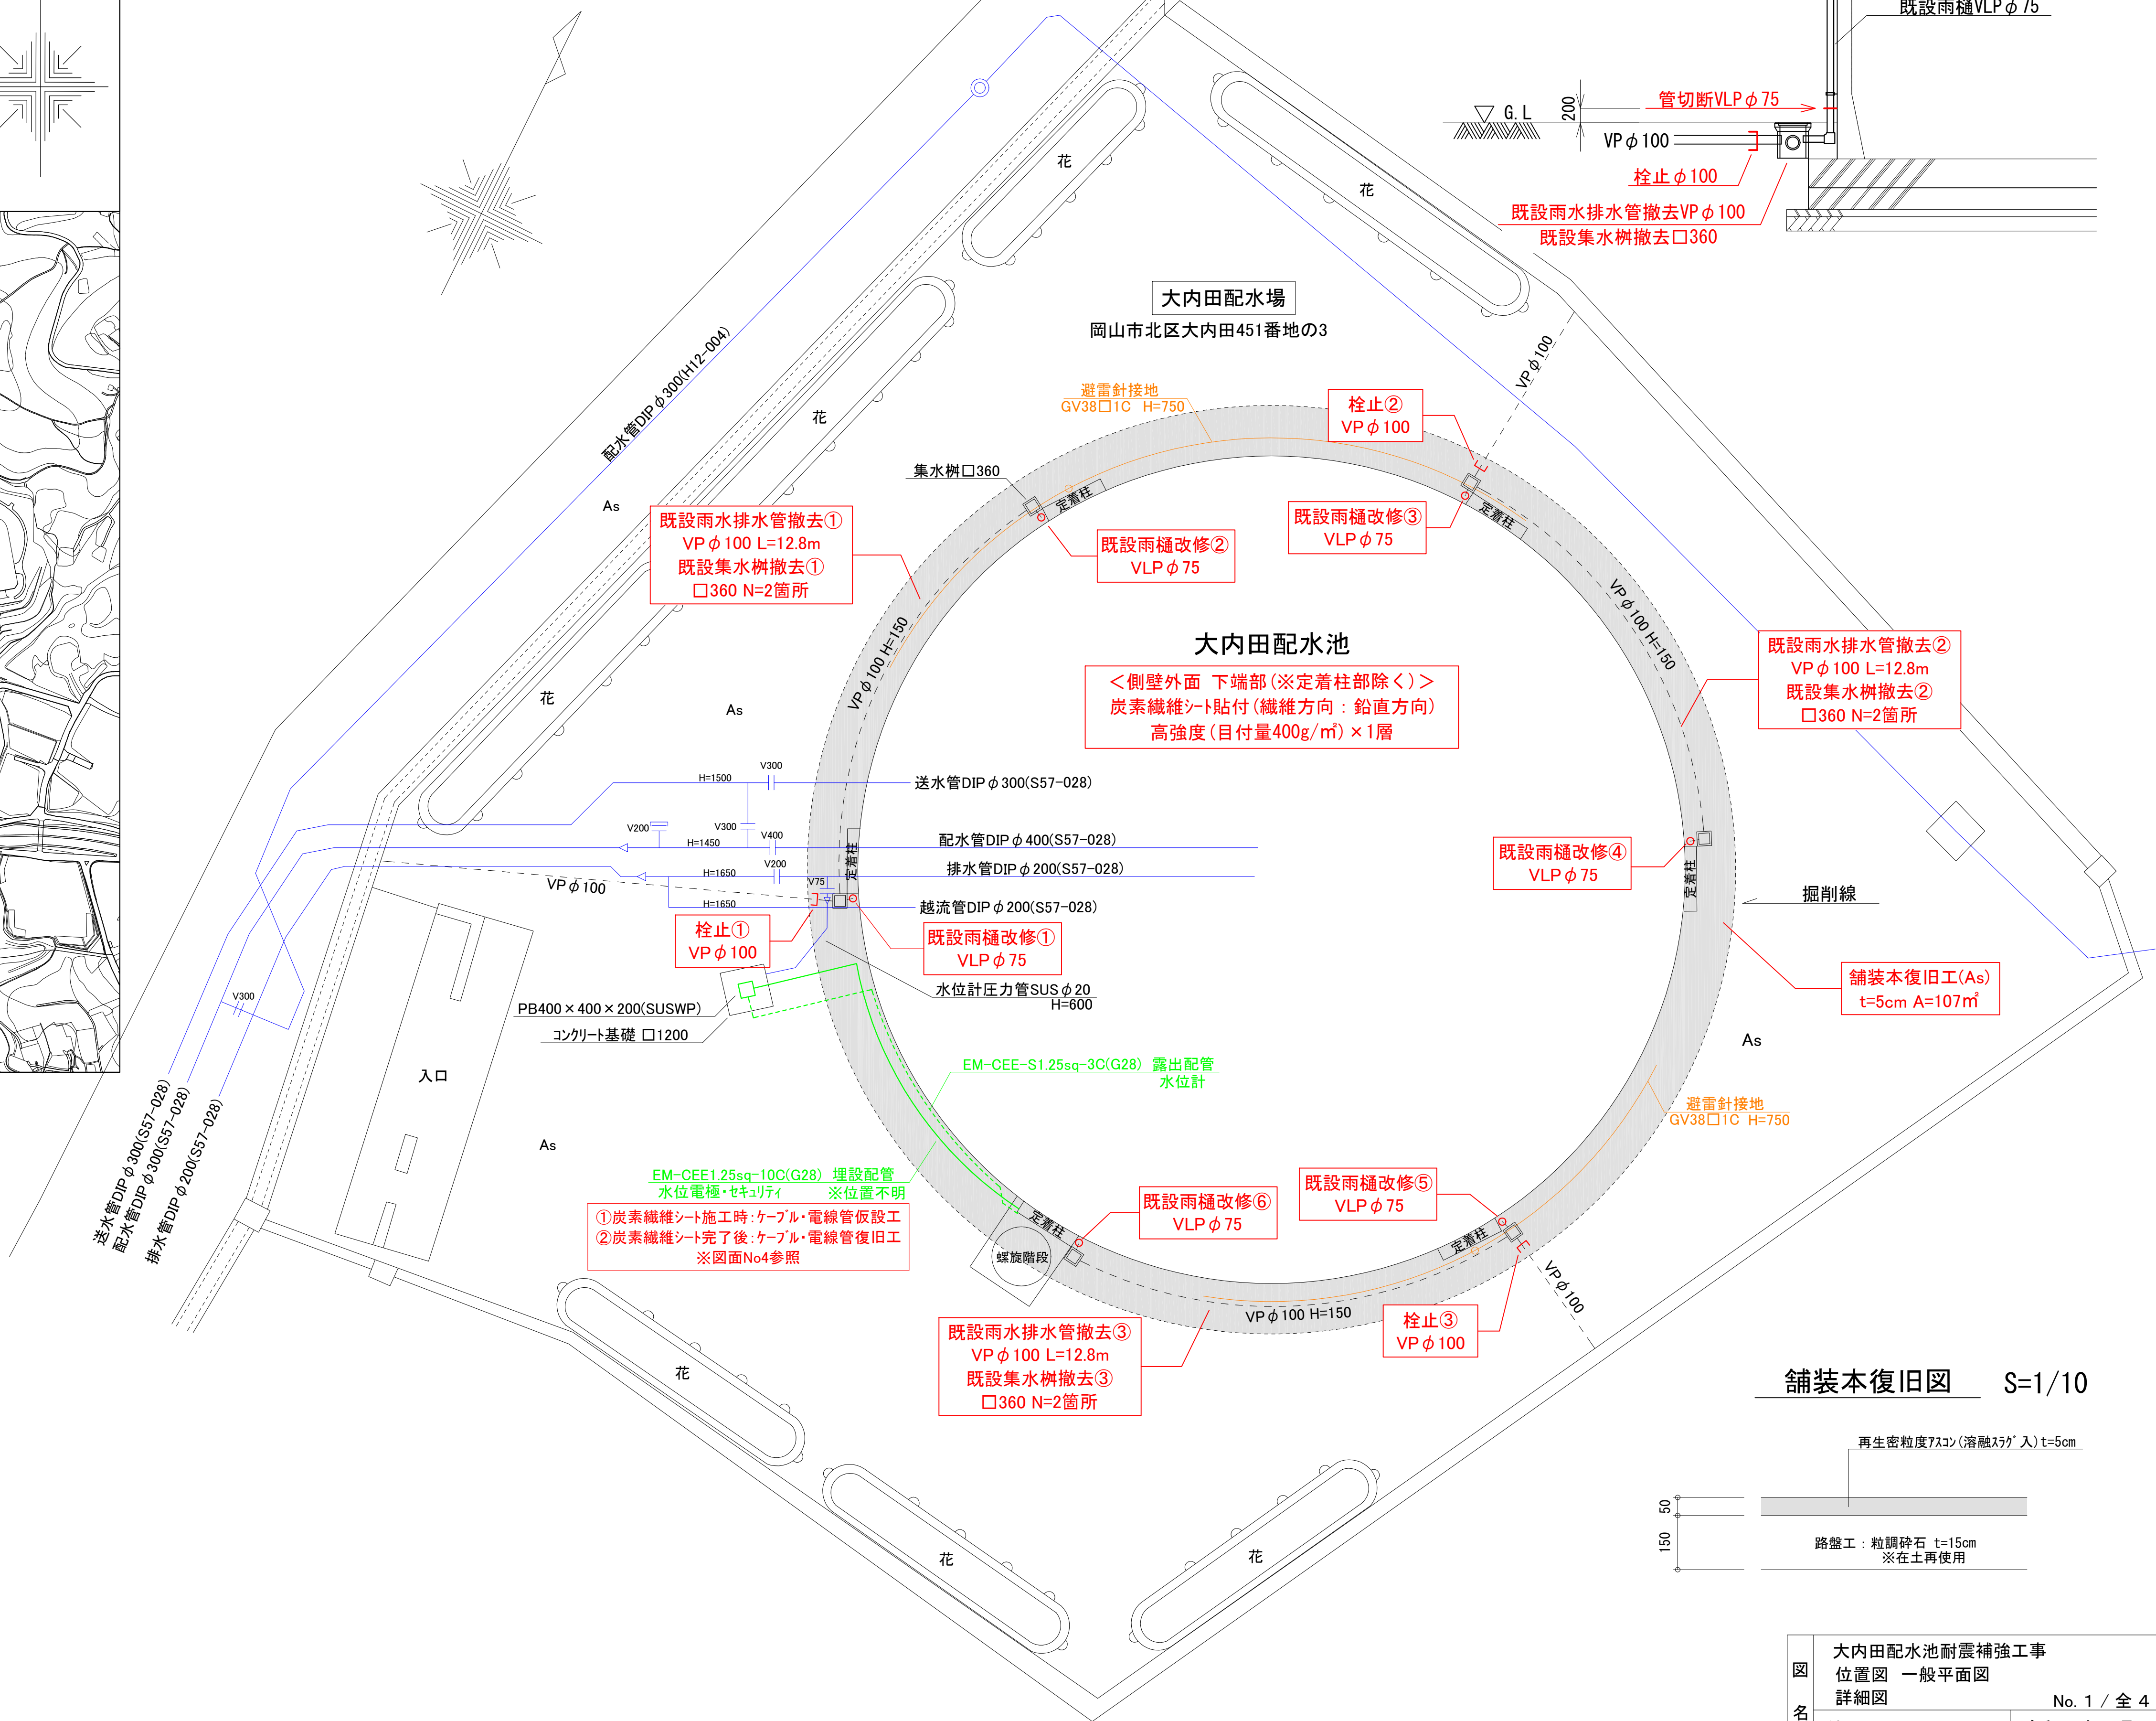 既設雨樋VLPφ75
管切断VLPφ75
G.L
200
VPφ100
栓止φ100
既設雨水排水管撤去VPφ100
既設集水桝撤去□360
花
花
大内田配水場
岡山市北区大内田451番地の3
配水管DIPφ300(H12-004)
VPφ100
避雷針接地
GV38□1C H=750
栓止②
VPφ100
花
集水桝□360
As
定着柱
定着柱
既設雨水排水管撤去①
VPφ100 L=12.8m
既設集水桝撤去①
□360 N=2箇所
既設雨樋改修②
VLPφ75
既設雨樋改修③
VLPφ75
VPφ100 H=150
VPφ100 H=150
大内田配水池
<側壁外面 下端部(※定着柱部除く)>
炭素繊維シート貼付(繊維方向：鉛直方向)
高強度(目付量400g/㎡)×1層
既設雨水排水管撤去②
VPφ100 L=12.8m
既設集水桝撤去②
□360 N=2箇所
花
As
V300
H=1500
送水管DIPφ300(S57-028)
V200
V300
V400
H=1450
配水管DIPφ400(S57-028)
V200
H=1650
排水管DIPφ200(S57-028)
V75
VPφ100
H=1650
越流管DIPφ200(S57-028)
定着柱
定着柱
既設雨樋改修④
VLPφ75
掘削線
栓止①
VPφ100
既設雨樋改修①
VLPφ75
舗装本復旧工(As)
t=5cm A=107㎡
水位計圧力管SUSφ20
H=600
V300
PB400×400×200(SUSWP)
コンクリート基礎 □1200
As
入口
EM-CEE-S1.25sq-3C(G28) 露出配管
水位計
避雷針接地
GV38□1C H=750
As
送水管DIPφ300(S57-028)
配水管DIPφ300(S57-028)
排水管DIPφ200(S57-028)
EM-CEE1.25sq-10C(G28) 埋設配管
水位電極・セキュリティ ※位置不明
①炭素繊維シート施工時：ケーブル・電線管仮設工
②炭素繊維シート完了後：ケーブル・電線管復旧工
※図面No4参照
既設雨樋改修⑥
VLPφ75
既設雨樋改修⑤
VLPφ75
定着柱
定着柱
螺旋階段
VPφ100
VPφ100 H=150
栓止③
VPφ100
既設雨水排水管撤去③
VPφ100 L=12.8m
既設集水桝撤去③
□360 N=2箇所
花
花
花
舗装本復旧図 S=1/10
再生密粒度アスコン(溶融スラグ入)t=5cm
50
150
路盤工：粒調砕石 t=15cm
※在土再使用
図名
大内田配水池耐震補強工事
位置図 一般平面図
詳細図
No. 1 / 全 4